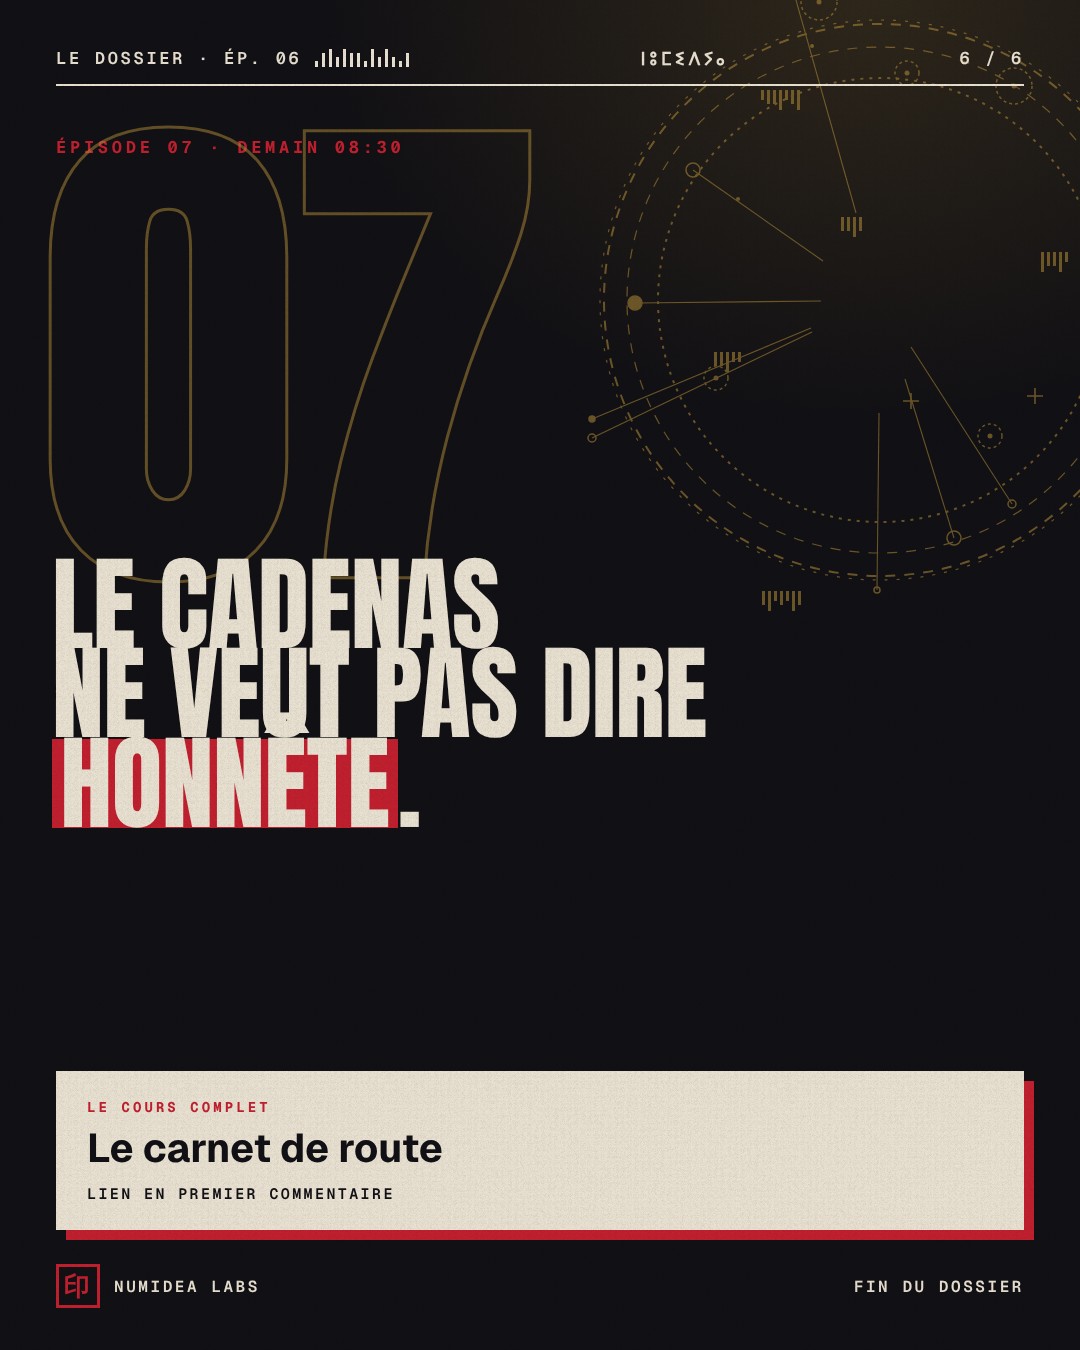 LE DOSSIER · ÉP. 06
ⵏⵓⵎⵉⴷⵢⴰ
6 / 6
ÉPISODE 07 · DEMAIN 08:30
07
LE CADENAS
NE VEUT PAS DIRE
HONNÊTE.
LE COURS COMPLET
Le carnet de route
LIEN EN PREMIER COMMENTAIRE
印
NUMIDEA LABS
FIN DU DOSSIER